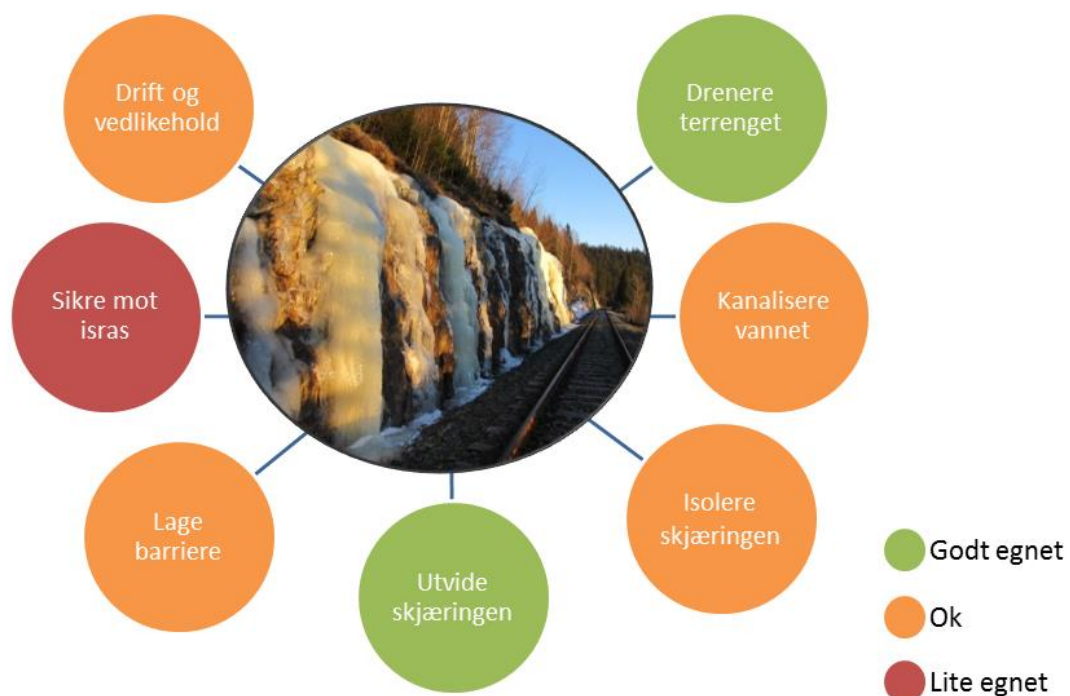 Drift og
vedlikehold
Drenere
terrenget
Sikre mot
isras
Kanalisere
vannet
Lage
barriere
Isolere
skjæringen
Utvide
skjæringen
Godt egnet
Ok
Lite egnet